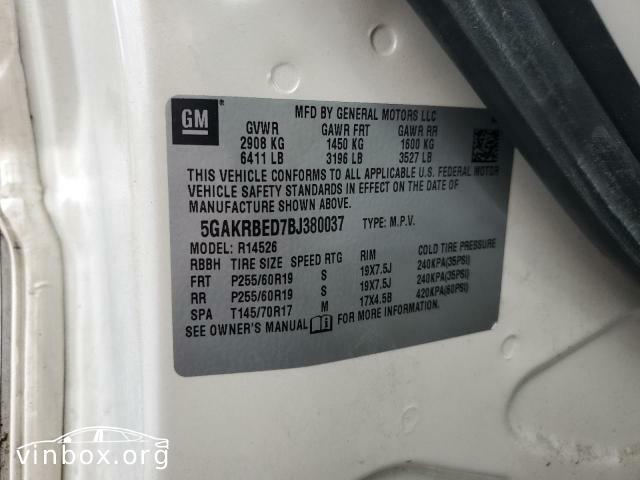 GM ®
MFD BY GENERAL MOTORS LLC
GVWR GAWR FRT GAWR RR
2908 KG 1450 KG 1600 KG
6411 LB 3196 LB 3527 LB
THIS VEHICLE CONFORMS TO ALL APPLICABLE U.S. FEDERAL MOTOR
VEHICLE SAFETY STANDARDS IN EFFECT ON THE DATE OF
MANUFACTURE SHOWN ABOVE.
5GAKRBED7BJ380037 TYPE: M.P.V.
MODEL: R14526
RBBH TIRE SIZE SPEED RTG RIM COLD TIRE PRESSURE
FRT P255/60R19 S 19X7.5J 240KPA(35PSI)
RR P255/60R19 S 19X7.5J 240KPA(35PSI)
SPA T145/70R17 M 17X4.5B 420KPA(60PSI)
SEE OWNER'S MANUAL FOR MORE INFORMATION
vinbox.org